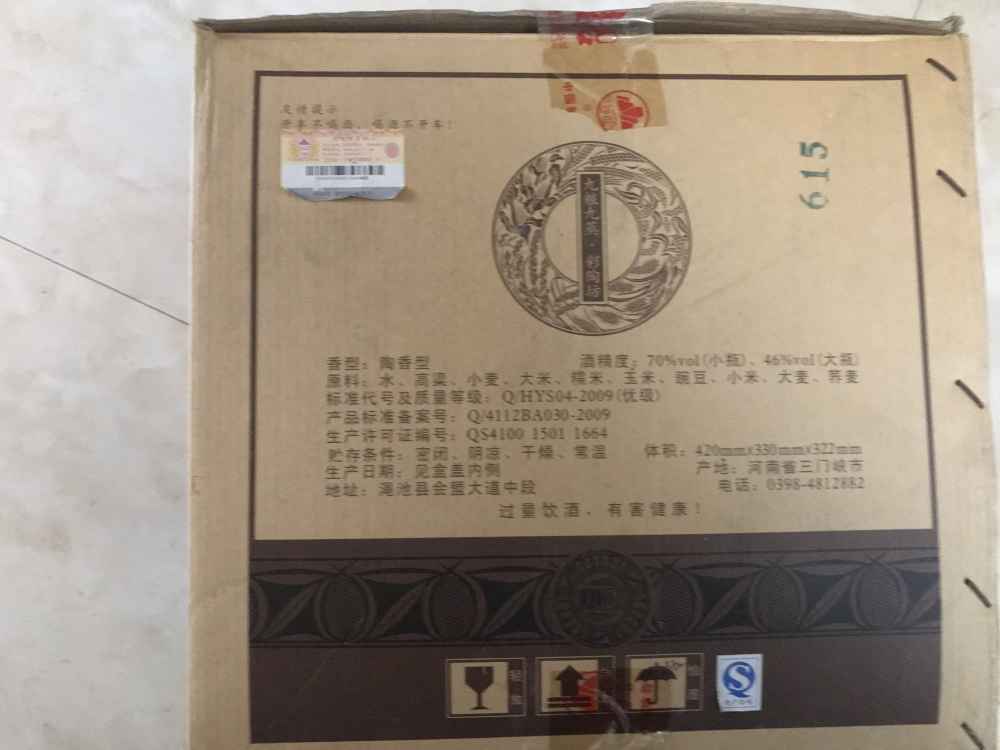 友情提示
开车不喝酒，喝酒不开车！
615
九粮九蒸·彩陶坊
香型：陶香型 酒精度：70%vol(小瓶)、46%vol(大瓶)
原料：水、高粱、小麦、大米、糯米、玉米、豌豆、小米、大麦、荞麦
标准代号及质量等级：Q/HYS04-2009(优级)
产品标准备案号：Q/4112BA030-2009
生产许可证编号：QS4100 1501 1664
贮存条件：密闭、阴凉、干燥、常温 体积：420mmx330mmx322mm
生产日期：见盒盖内侧 产地：河南省三门峡市
地址：渑池县会盟大道中段 电话：0398-4812882
过量饮酒、有害健康！